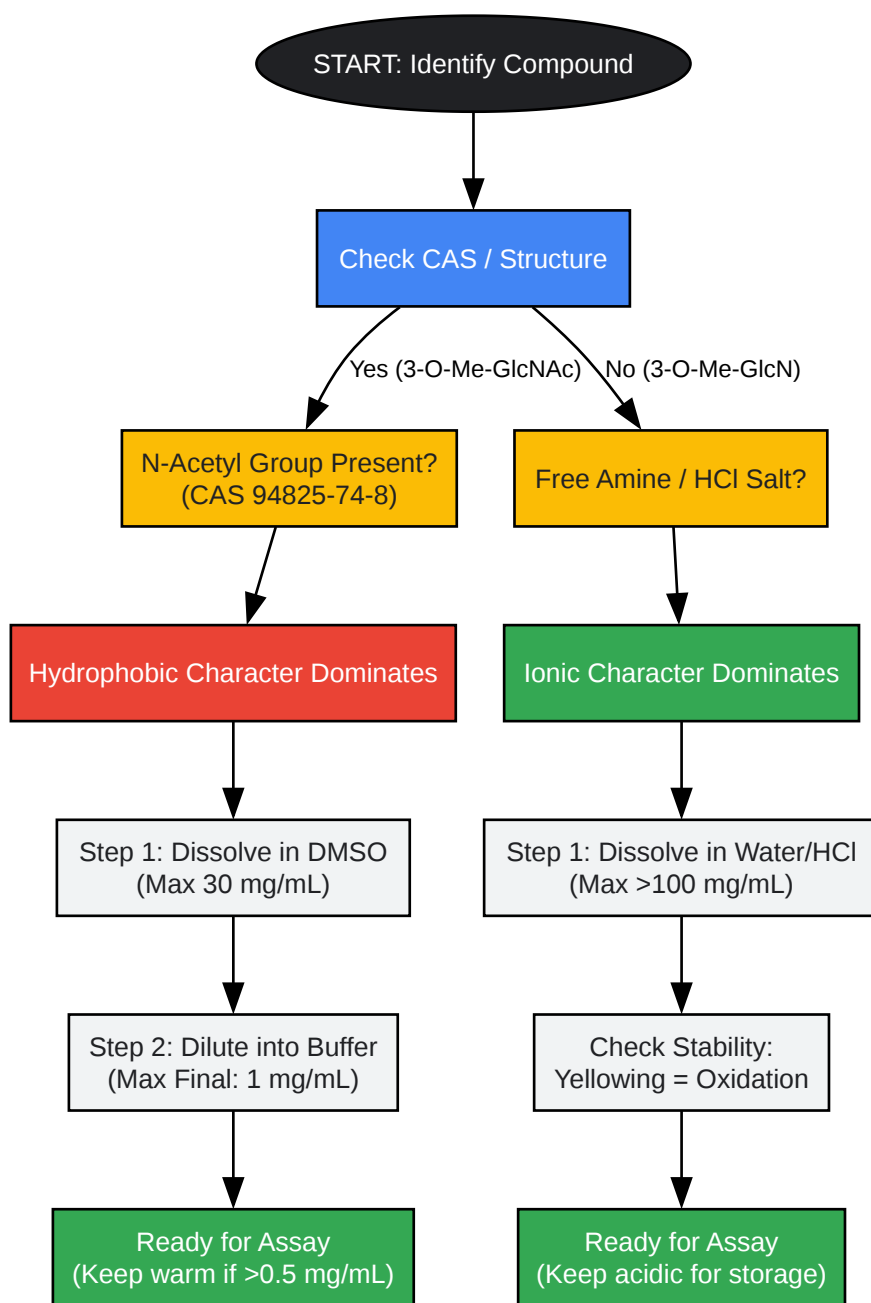 START: Identify Compound
Check CAS / Structure
Yes (3-O-Me-GlcNAc)
No (3-O-Me-GlcN)
N-Acetyl Group Present?
(CAS 94825-74-8)
Free Amine / HCl Salt?
Hydrophobic Character Dominates
Ionic Character Dominates
Step 1: Dissolve in DMSO
(Max 30 mg/mL)
Step 1: Dissolve in Water/HCl
(Max >100 mg/mL)
Step 2: Dilute into Buffer
(Max Final: 1 mg/mL)
Check Stability:
Yellowing = Oxidation
Ready for Assay
(Keep warm if >0.5 mg/mL)
Ready for Assay
(Keep acidic for storage)